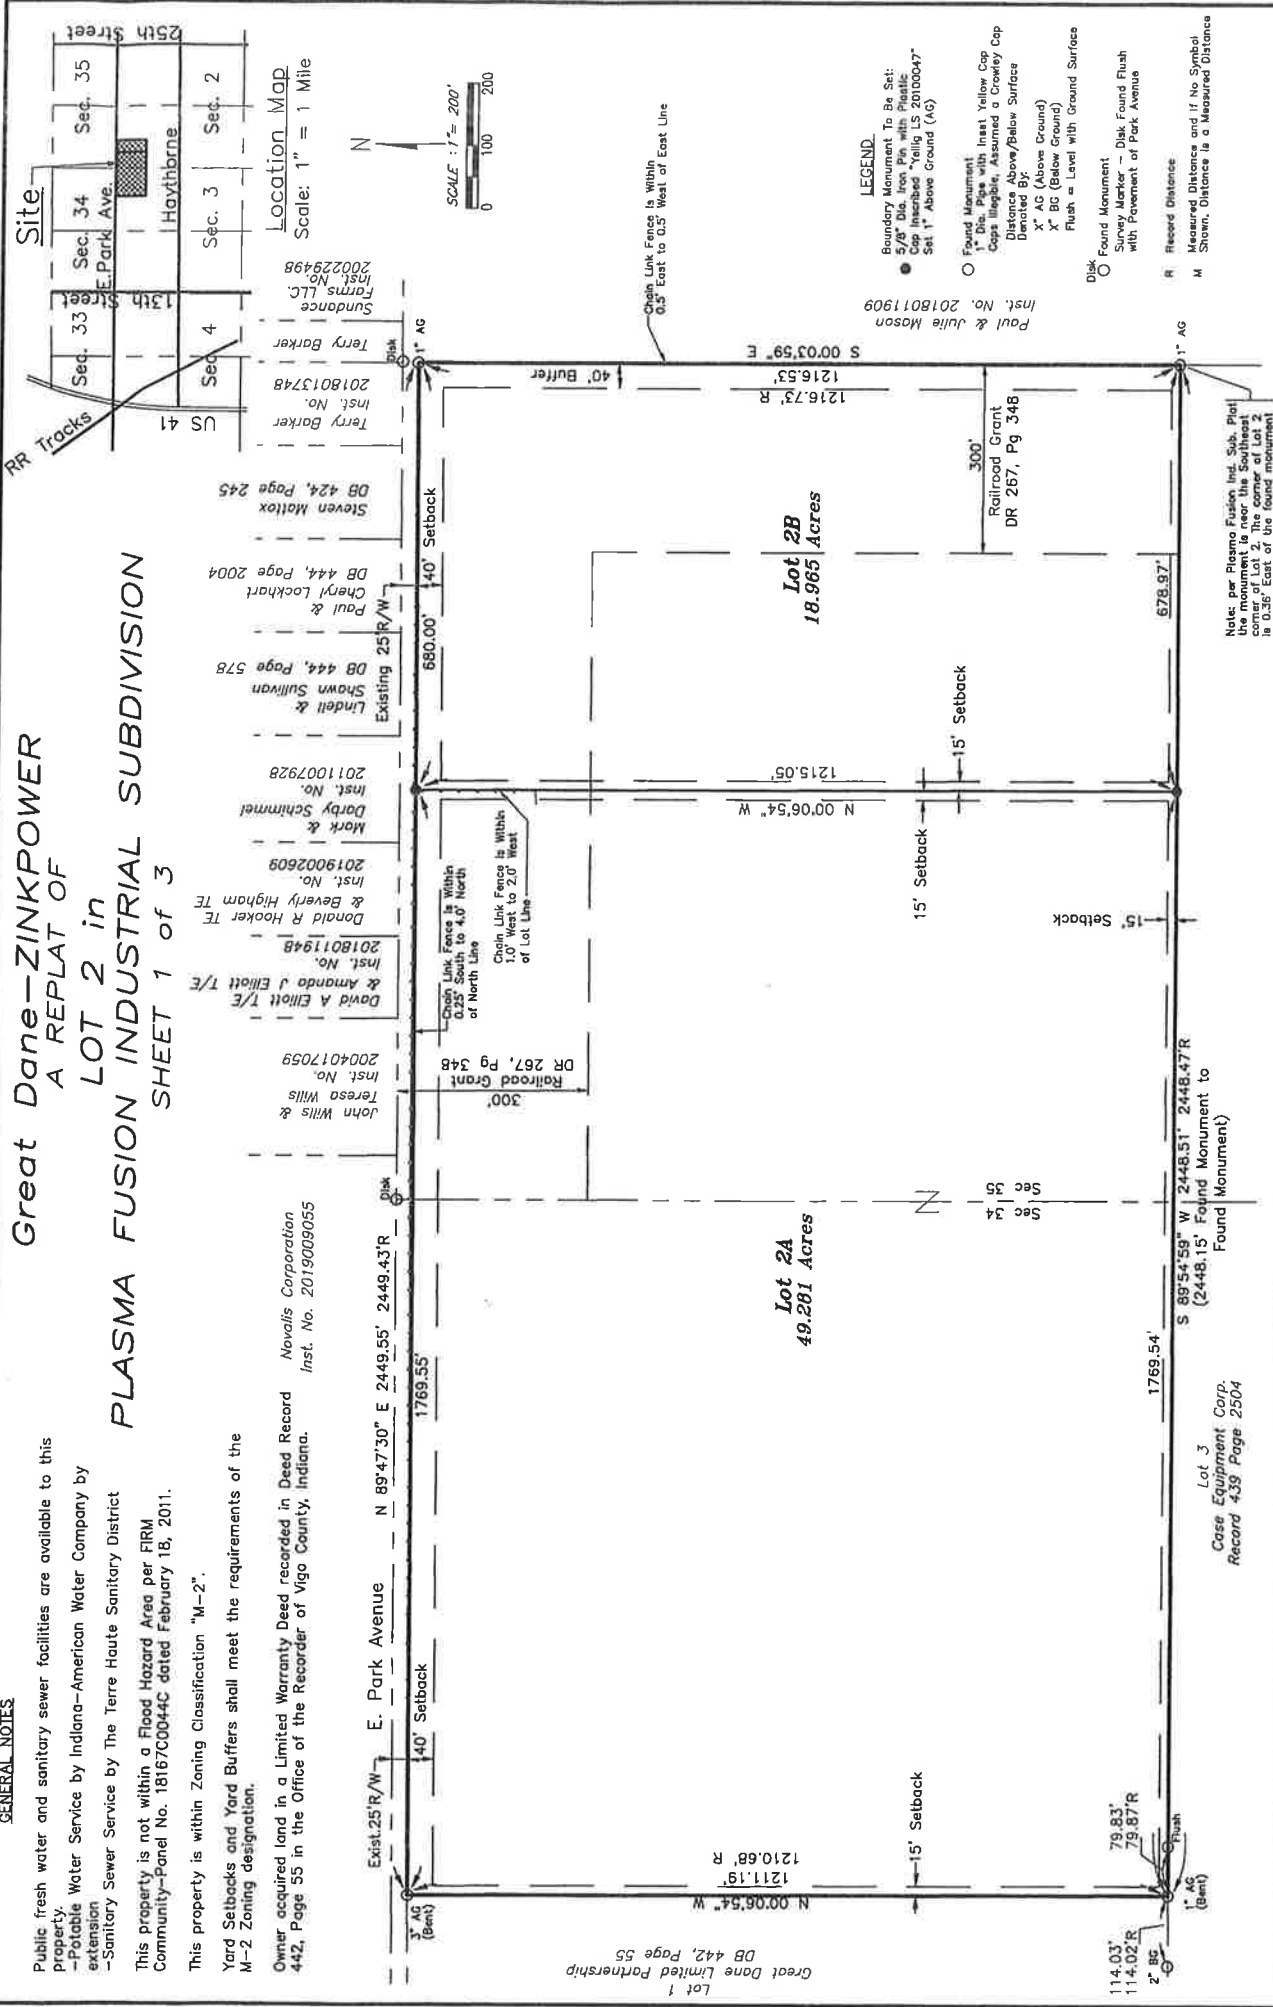 Great Dane-ZINKPOWER
A REPLAT OF
LOT 2 in
PLASMA FUSION INDUSTRIAL SUBDIVISION
SHEET 1 of 3
GENERAL NOTES
Public fresh water and sanitary sewer facilities are available to this
property.
-Potable Water Service by Indiana-American Water Company by
extension
-Sanitary Sewer Service by The Terre Haute Sanitary District
This property is not within a Flood Hazard Area per FIRM
Community-Panel No. 18167C0044C dated February 18, 2011.
This property is within Zoning Classification "M-2".
Yard Setbacks and Yard Buffers shall meet the requirements of the
M-2 Zoning designation.
Owner acquired land in a Limited Warranty Deed recorded in Deed Record
442, Page 55 in the Office of the Recorder of Vigo County, Indiana.
Site
Sec. 33
Sec. 34
Sec. 35
E.Park Ave.
Haythborne
Sec 4
Sec. 3
Sec. 2
13th Street
25th Street
US 41
RR Tracks
Location Map
Scale: 1" = 1 Mile
N
SCALE : 1"= 200'
0
100
200
Novalis Corporation
Inst. No. 2019009055
John Wills &
Teresa Wills
Inst. No.
2004017059
David A Elliott T/E
& Amanda J Elliott T/E
Inst. No.
2018011948
Donald R Hooker TE
& Beverly Higham TE
Inst. No.
2019002609
Mark &
Darby Schimmel
Inst. No.
2011007928
Lindell &
Shawn Sullivan
DB 444, Page 578
Paul &
Cheryl Lockhart
DB 444, Page 2004
Steven Mattox
DB 424, Page 245
Terry Barker
Inst. No.
2018013748
Terry Barker
Sundance
Farms LLC.
Inst. No.
200229498
Exist.25'R/W
E. Park Avenue
N 89°47'30" E 2449.55' 2449.43'R
Disk
Existing 25'R/W
Disk
3" AG
(Bent)
40' Setback
1769.55'
680.00'
40' Setback
1" AG
Chain Link Fence is Within
0.25' South to 4.0' North
of North Line
Chain Link Fence is Within
1.0' West to 2.0' West
of Lot Line
Chain Link Fence is Within
0.5' East to 0.5' West of East Line
300'
Railroad Grant
DR 267, Pg 348
40' Buffer
S 00°03'59" E
1216.53'
1216.73' R
Lot 1
Great Dane Limited Partnership
DB 442, Page 55
N 00°06'54" W
1211.19'
1210.68' R
15' Setback
Lot 2A
49.281 Acres
Sec 34
Sec 35
N 00°06'54" W
1215.05'
15' Setback
15' Setback
Lot 2B
18.965 Acres
300'
Railroad Grant
DR 267, Pg 348
Paul & Julie Mason
Inst. No. 2018011909
15' Setback
114.03'
114.02'R
2" BG
1" AG
(Bent)
79.83'
79.87'R
Flush
1769.54'
678.97'
1" AG
S 89°54'59" W 2448.51' 2448.47'R
(2448.15' Found Monument to
Found Monument)
Lot 3
Case Equipment Corp.
Record 439 Page 2504
Note: per Plasma Fusion Ind. Sub. Plat
the monument is near the Southeast
corner of Lot 2. The corner of Lot 2
is 0.36' East of the found monument
LEGEND
Boundary Monument To Be Set:
5/8" Dia. Iron Pin with Plastic
Cap Inscribed "Yellig LS 20100047"
Set 1" Above Ground (AG)
Found Monument
1" Dia. Pipe with Inset Yellow Cap
Caps Illegible, Assumed a Crowley Cap
Distance Above/Below Surface
Denoted By:
X" AG (Above Ground)
X" BG (Below Ground)
Flush = Level with Ground Surface
Disk
Found Monument
Survey Marker - Disk Found Flush
with Pavement of Park Avenue
R Record Distance
M Measured Distance and If No Symbol
Shown, Distance is a Measured Distance